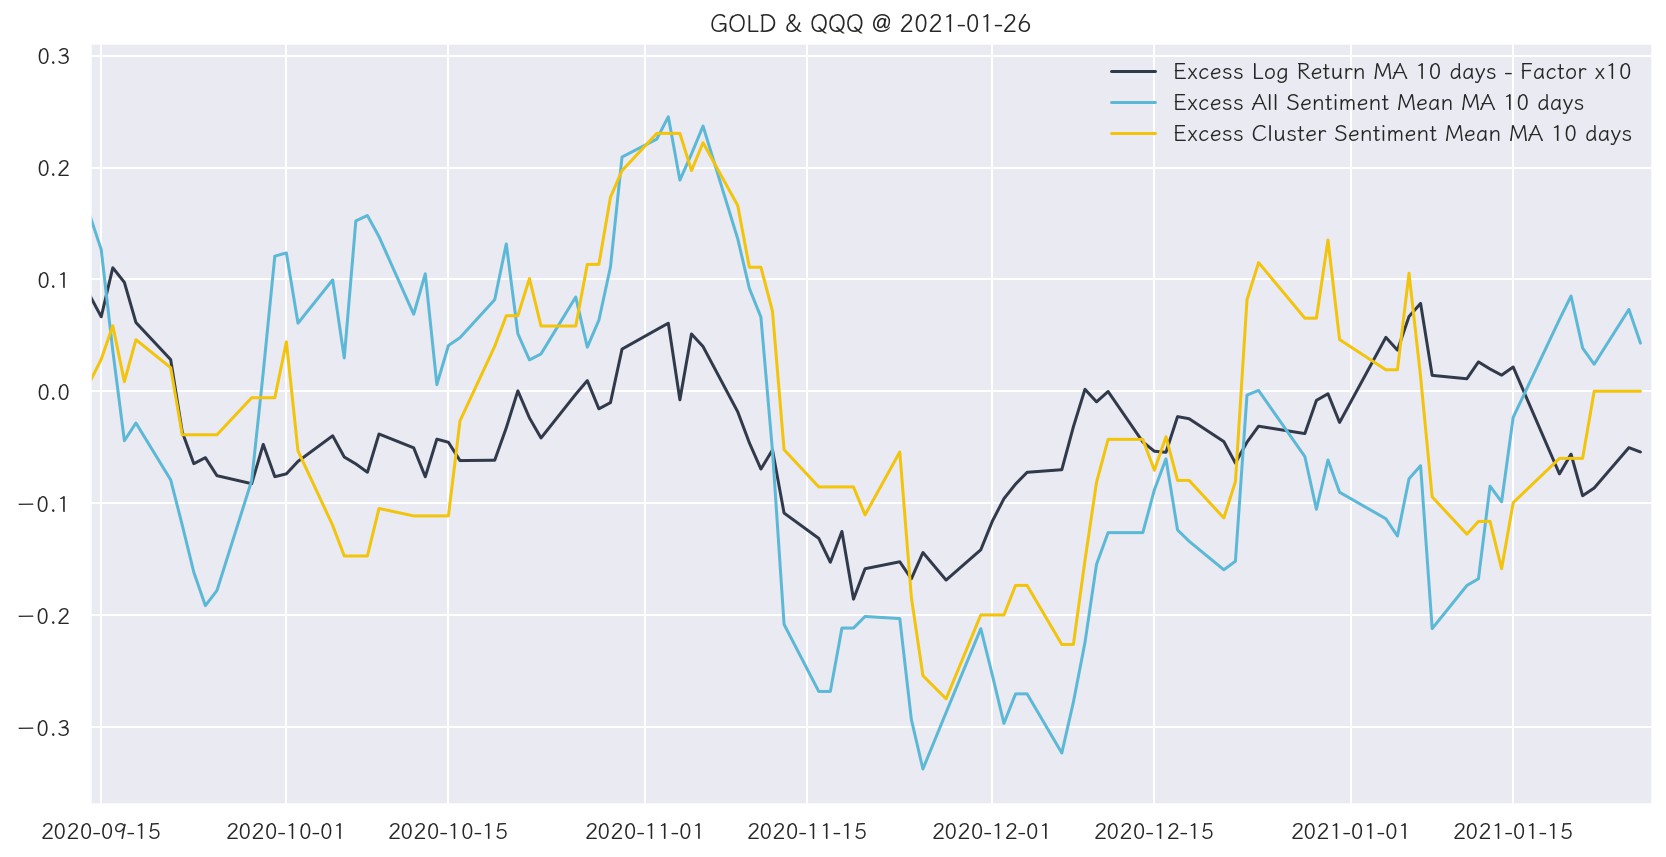 GOLD & QQQ @ 2021-01-26
Excess Log Return MA 10 days - Factor x10
Excess All Sentiment Mean MA 10 days
Excess Cluster Sentiment Mean MA 10 days
0.3
0.2
0.1
0.0
−0.1
−0.2
−0.3
2020-09-15 2020-10-01 2020-10-15 2020-11-01 2020-11-15 2020-12-01 2020-12-15 2021-01-01 2021-01-15